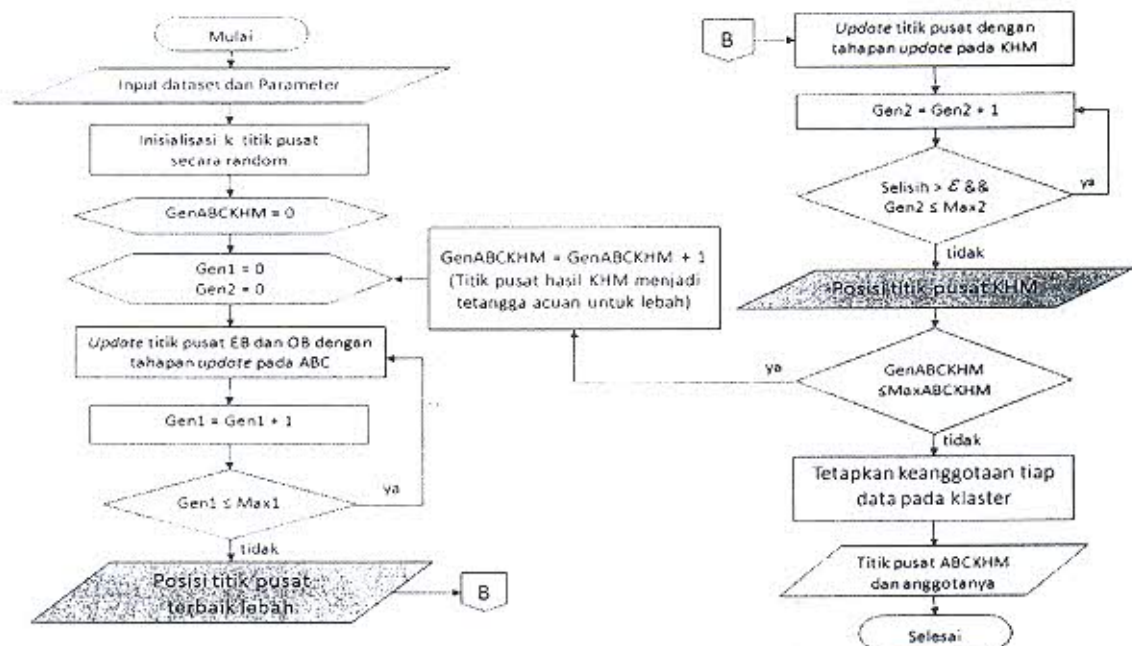 Mulai
Input dataset dan Parameter
Inisialisasi k titik pusat
secara random
GenABCKHM = 0
Gen1 = 0
Gen2 = 0
Update titik pusat EB dan OB dengan
tahapan update pada ABC
Gen1 = Gen1 + 1
Gen1 ≤ Max1
ya
tidak
Posisi titik pusat
terbaik lebah
B
GenABCKHM = GenABCKHM + 1
(Titik pusat hasil KHM menjadi
tetangga acuan untuk lebah)
B
Update titik pusat dengan
tahapan update pada KHM
Gen2 = Gen2 + 1
Selisih > ℰ &&
Gen2 ≤ Max2
ya
tidak
Posisi titik pusat KHM
GenABCKHM
≤MaxABCKHM
ya
tidak
Tetapkan keanggotaan tiap
data pada klaster
Titik pusat ABCKHM
dan anggotanya
Selesai